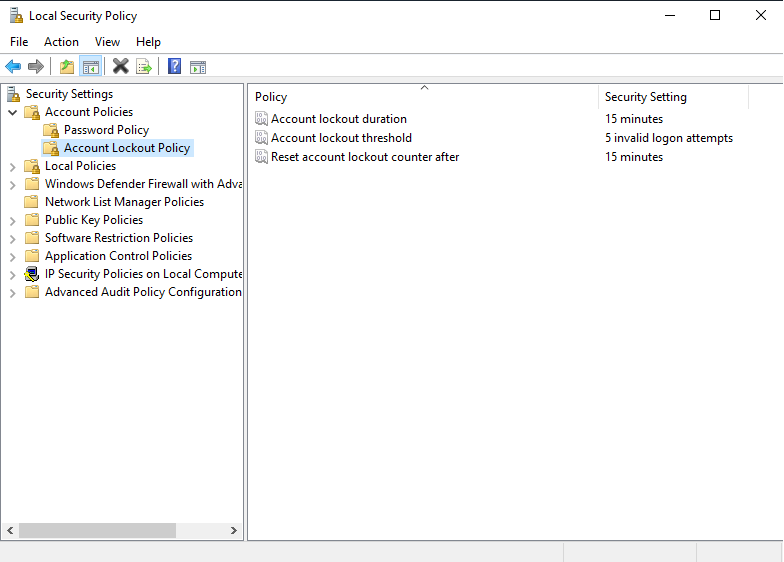 Local Security Policy
File Action View Help
Security Settings
Account Policies
Password Policy
Account Lockout Policy
Local Policies
Windows Defender Firewall with Adva
Network List Manager Policies
Public Key Policies
Software Restriction Policies
Application Control Policies
IP Security Policies on Local Compute
Advanced Audit Policy Configuration
Policy Security Setting
Account lockout duration 15 minutes
Account lockout threshold 5 invalid logon attempts
Reset account lockout counter after 15 minutes